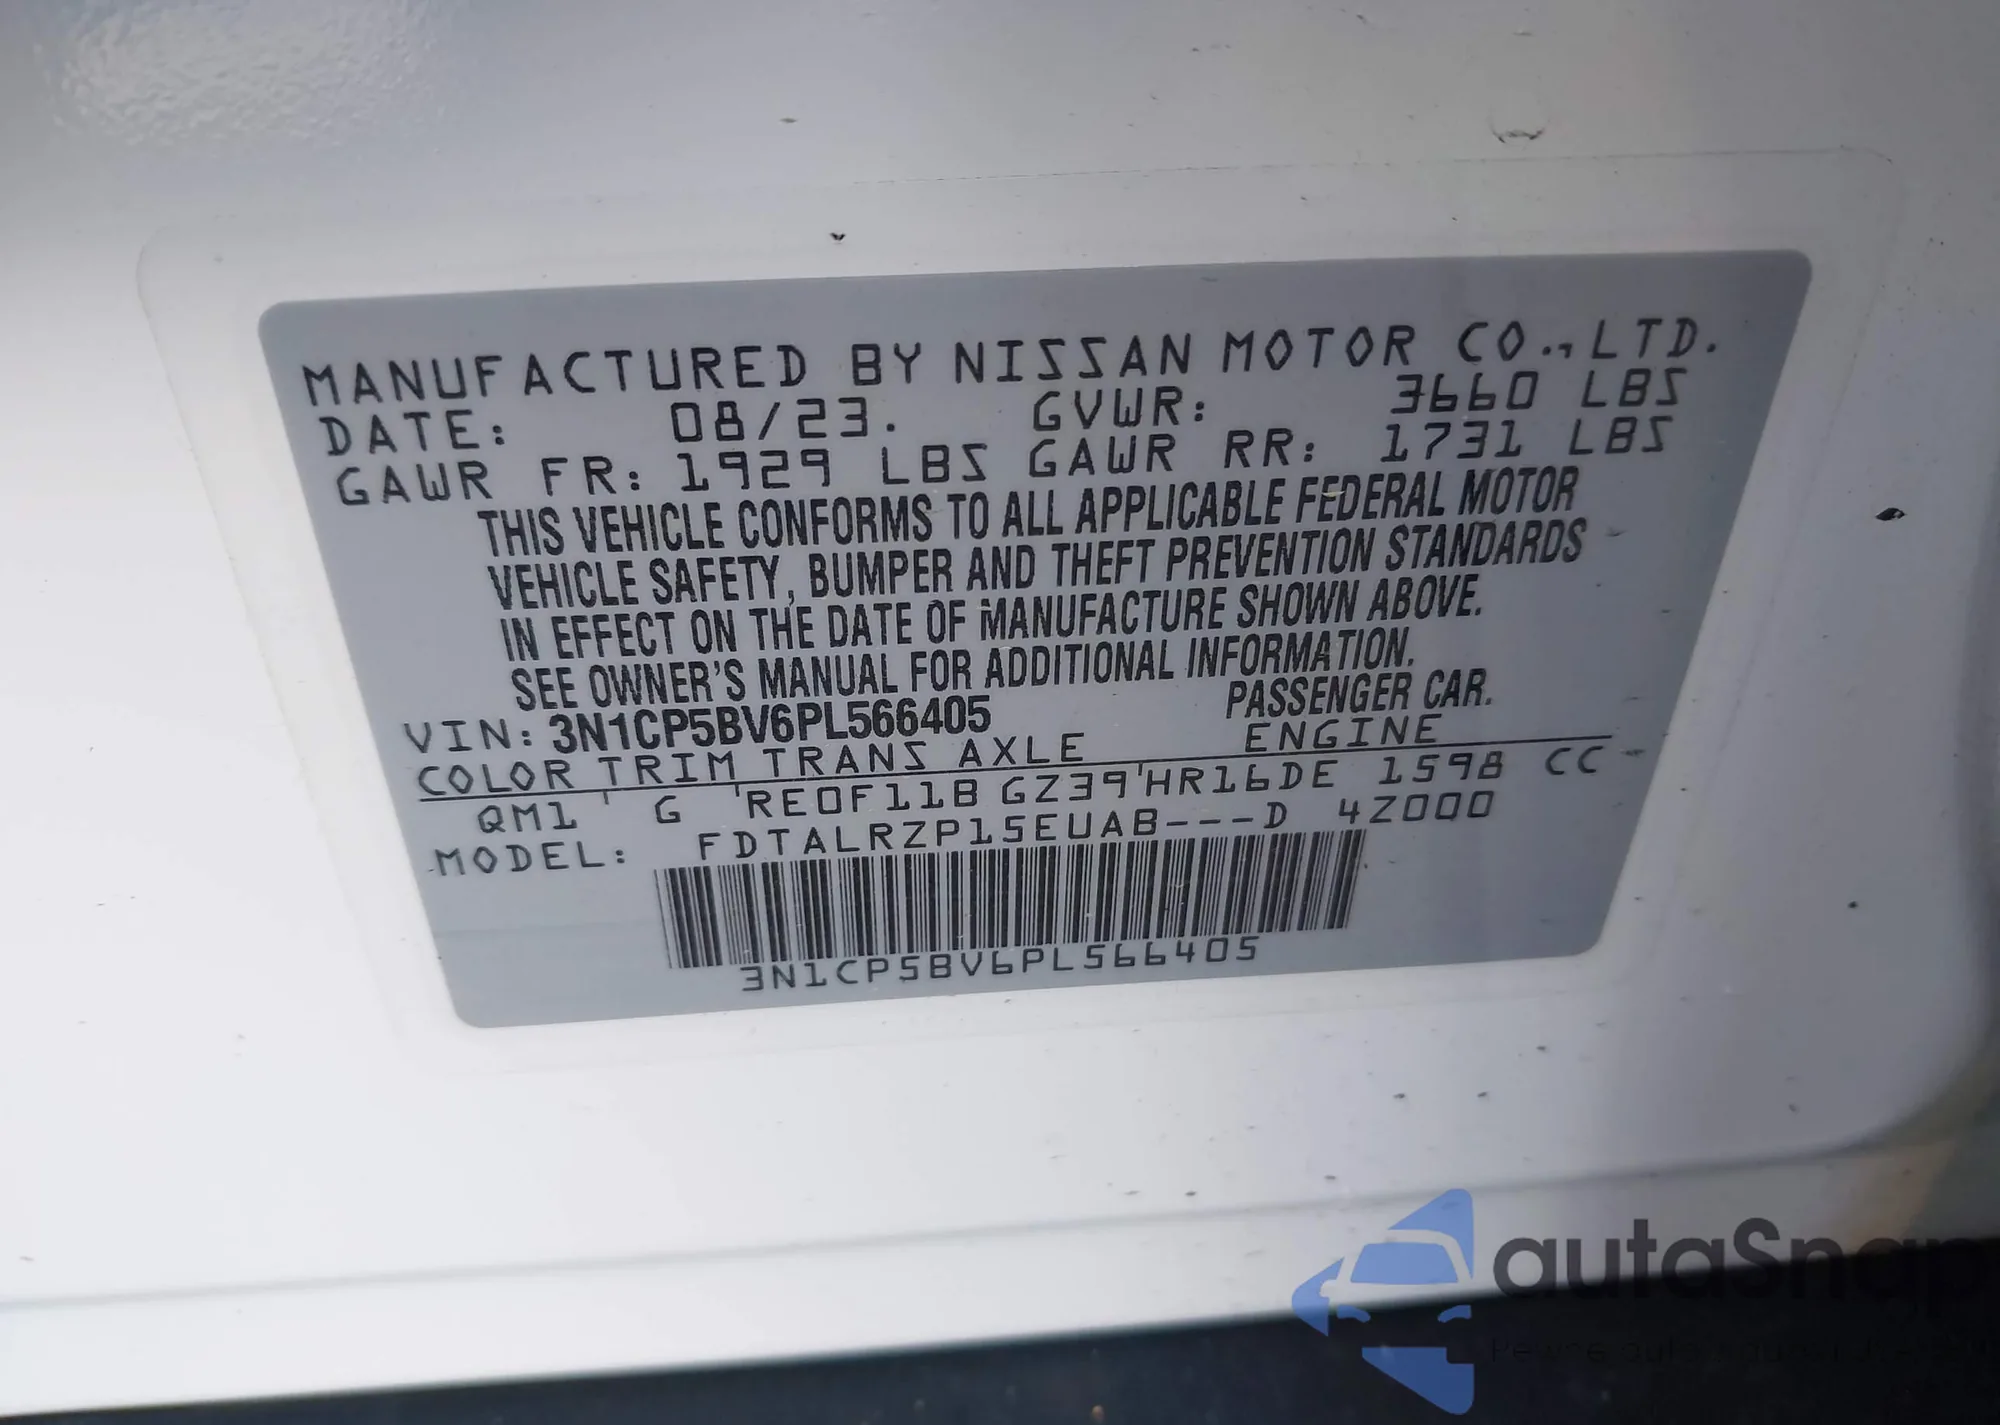 MANUFACTURED BY NISSAN MOTOR CO., LTD.
DATE: 08/23. GVWR: 3660 LBS
GAWR FR: 1929 LBS GAWR RR: 1731 LBS
THIS VEHICLE CONFORMS TO ALL APPLICABLE FEDERAL MOTOR
VEHICLE SAFETY, BUMPER AND THEFT PREVENTION STANDARDS
IN EFFECT ON THE DATE OF MANUFACTURE SHOWN ABOVE.
SEE OWNER'S MANUAL FOR ADDITIONAL INFORMATION.
VIN: 3N1CP5BV6PL566405 PASSENGER CAR.
COLOR TRIM TRANS AXLE ENGINE
QM1 ' G 'RE0F11B GZ39'HR16DE 1598 CC
MODEL: FDTALRZP15EUAB---D 4Z000
3N1CP5BV6PL566405
autaSnap